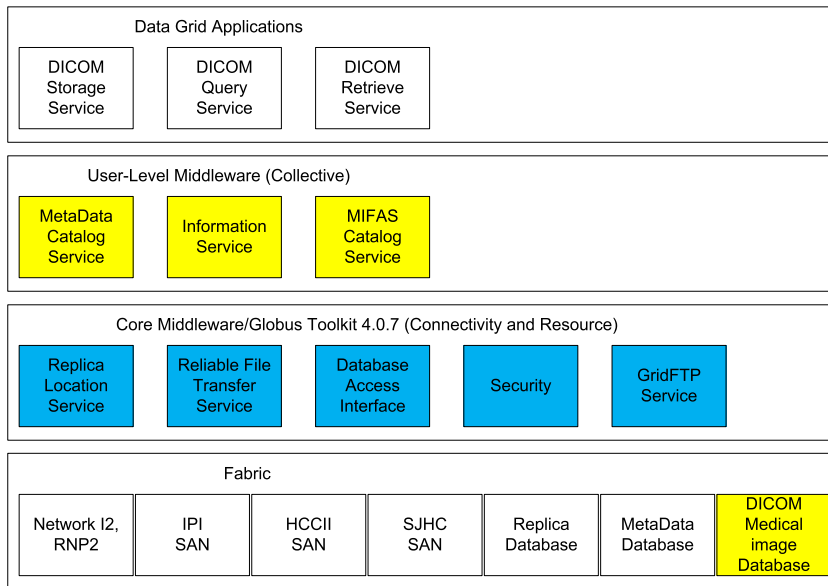 Data Grid Applications
DICOM
Storage
Service
DICOM
Query
Service
DICOM
Retrieve
Service
User-Level Middleware (Collective)
MetaData
Catalog
Service
Information
Service
MIFAS
Catalog
Service
Core Middleware/Globus Toolkit 4.0.7 (Connectivity and Resource)
Replica
Location
Service
Reliable File
Transfer
Service
Database
Access
Interface
Security
GridFTP
Service
Fabric
Network I2,
RNP2
IPI
SAN
HCCII
SAN
SJHC
SAN
Replica
Database
MetaData
Database
DICOM
Medical
image
Database